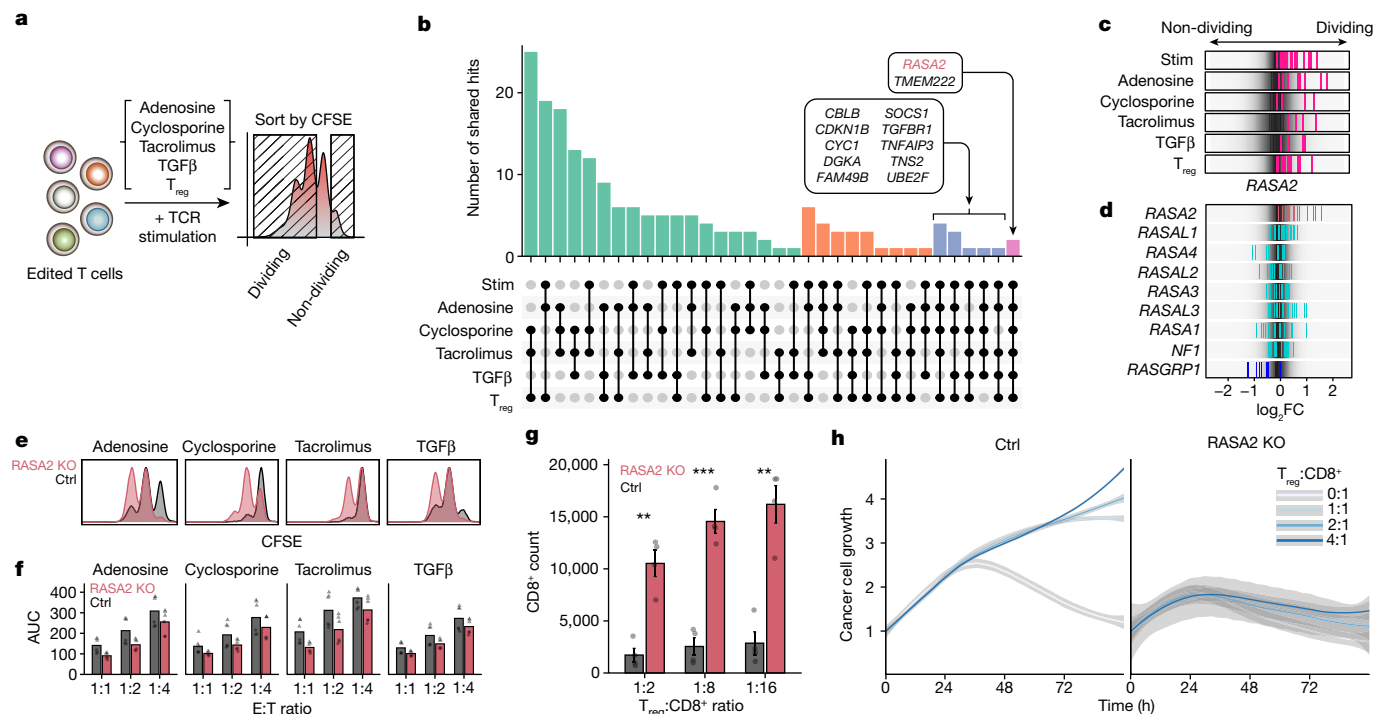 a
Adenosine
Cyclosporine
Tacrolimus
TGFβ
Treg
+ TCR
stimulation
Edited T cells
Sort by CFSE
Dividing
Non-dividing
b
Number of shared hits
20
10
0
RASA2
TMEM222
CBLB SOCS1
CDKN1B TGFBR1
CYC1 TNFAIP3
DGKA TNS2
FAM49B UBE2F
Stim
Adenosine
Cyclosporine
Tacrolimus
TGFβ
Treg
c
Non-dividing Dividing
Stim
Adenosine
Cyclosporine
Tacrolimus
TGFβ
Treg
RASA2
d
RASA2
RASAL1
RASA4
RASAL2
RASA3
RASAL3
RASA1
NF1
RASGRP1
−2 −1 0 1 2
log2FC
e
Adenosine Cyclosporine Tacrolimus TGFβ
RASA2 KO
Ctrl
CFSE
f
Adenosine Cyclosporine Tacrolimus TGFβ
RASA2 KO
Ctrl
AUC
400
300
200
100
0
1:1 1:2 1:4 1:1 1:2 1:4 1:1 1:2 1:4 1:1 1:2 1:4
E:T ratio
g
RASA2 KO
Ctrl
CD8+ count
20,000
15,000
10,000
5,000
0
** *** **
1:2 1:8 1:16
Treg:CD8+ ratio
h
Ctrl RASA2 KO
Cancer cell growth
4
3
2
1
Treg:CD8+
0:1
1:1
2:1
4:1
0 24 48 72 0 24 48 72
Time (h)